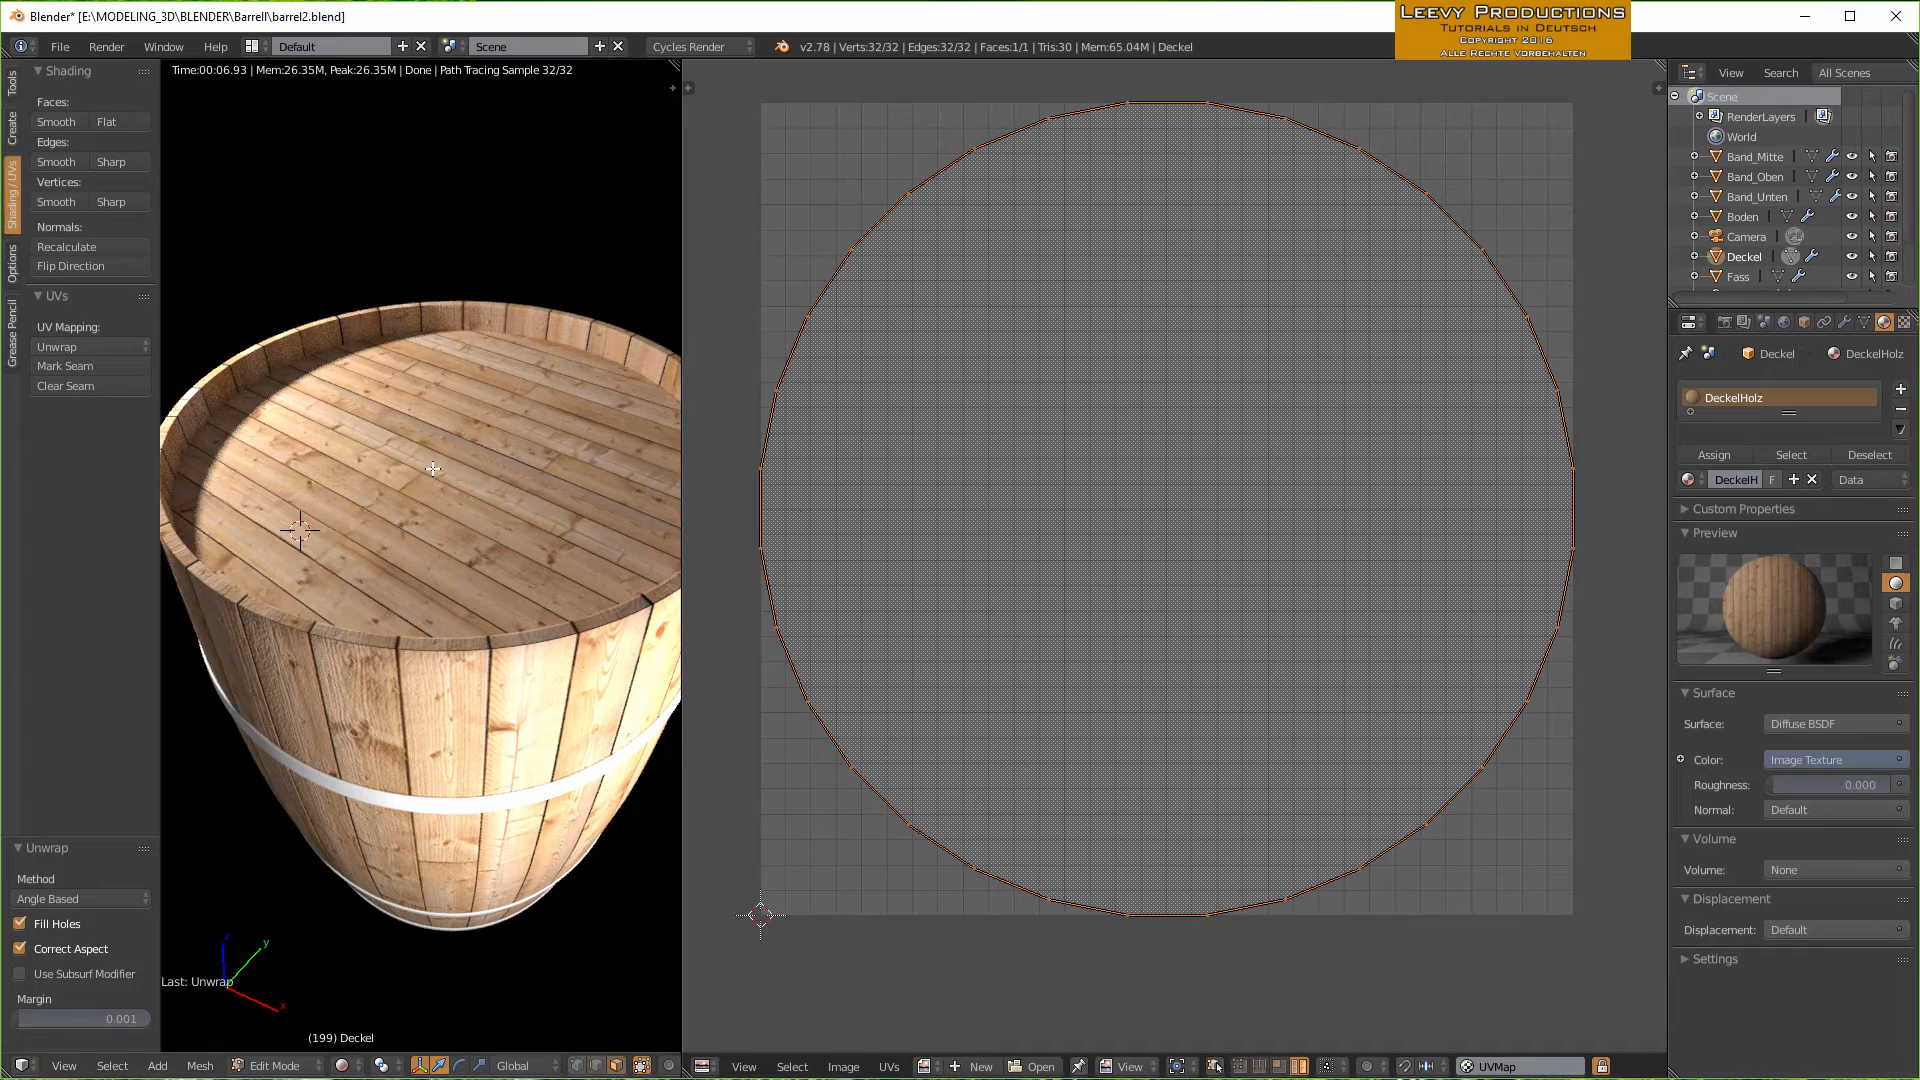 Blender* [E:\MODELING_3D\BLENDER\Barrell\barrel2.blend]
LEEVY PRODUCTIONS
TUTORIALS IN DEUTSCH
COPYRIGHT 2016
ALLE RECHTE VORBEHALTEN
File Render Window Help Default Scene Cycles Render v2.78 | Verts:32/32 | Edges:32/32 | Faces:1/1 | Tris:30 | Mem:65.04M | Deckel
Time:00:06.93 | Mem:26.35M, Peak:26.35M | Done | Path Tracing Sample 32/32
Tools
Create
Shading / UVs
Options
Grease Pencil
Shading
Faces:
Smooth Flat
Edges:
Smooth Sharp
Vertices:
Smooth Sharp
Normals:
Recalculate
Flip Direction
UVs
UV Mapping:
Unwrap
Mark Seam
Clear Seam
Unwrap
Method
Angle Based
Fill Holes
Correct Aspect
Use Subsurf Modifier
Margin
0.001
z
y
x
Last: Unwrap
(199) Deckel
View Select Add Mesh Edit Mode Global
View Select Image UVs New Open View UVMap
View Search All Scenes
Scene
RenderLayers
World
Band_Mitte
Band_Oben
Band_Unten
Boden
Camera
Deckel
Fass
Deckel DeckelHolz
DeckelHolz
Assign Select Deselect
DeckelH F Data
Custom Properties
Preview
Surface
Surface: Diffuse BSDF
Color: Image Texture
Roughness: 0.000
Normal: Default
Volume
Volume: None
Displacement
Displacement: Default
Settings